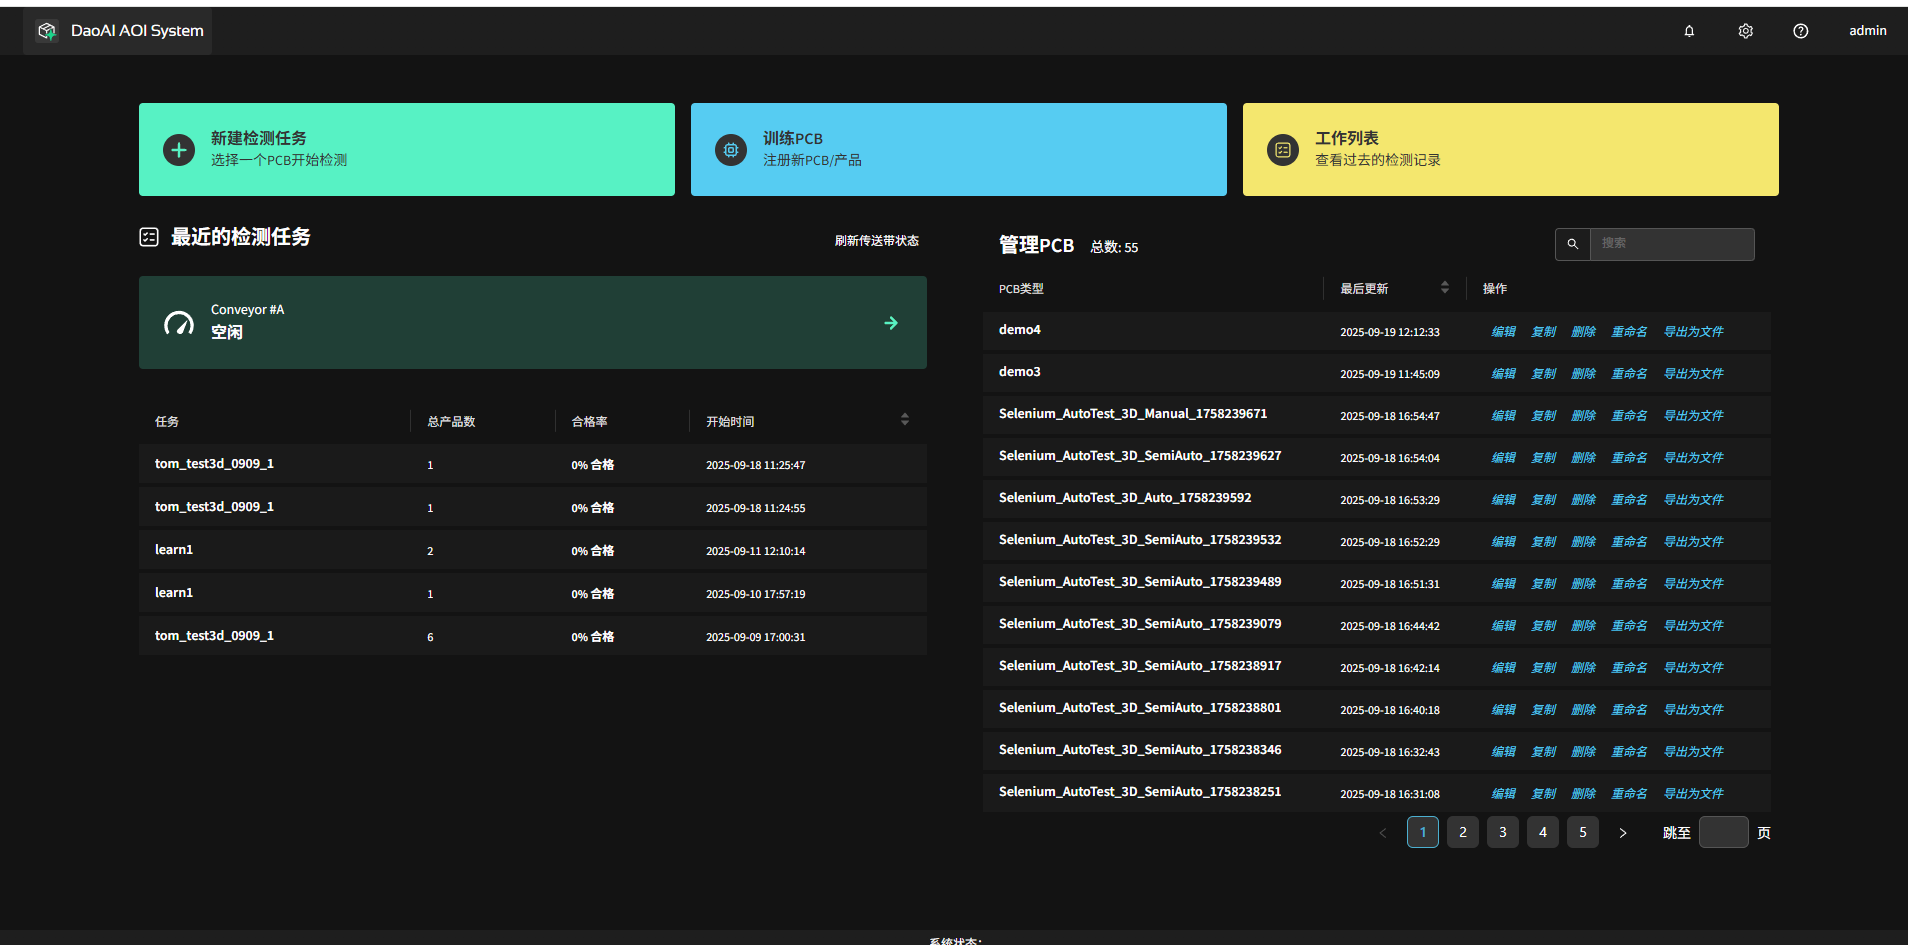 DaoAI AOI System
admin
新建检测任务
选择一个PCB开始检测
训练PCB
注册新PCB/产品
工作列表
查看过去的检测记录
最近的检测任务
刷新传送带状态
Conveyor #A
空闲
任务 总产品数 合格率 开始时间
tom_test3d_0909_1 1 0% 合格 2025-09-18 11:25:47
tom_test3d_0909_1 1 0% 合格 2025-09-18 11:24:55
learn1 2 0% 合格 2025-09-11 12:10:14
learn1 1 0% 合格 2025-09-10 17:57:19
tom_test3d_0909_1 6 0% 合格 2025-09-09 17:00:31
管理PCB 总数: 55
搜索
PCB类型 最后更新 操作
demo4 2025-09-19 12:12:33 编辑 复制 删除 重命名 导出为文件
demo3 2025-09-19 11:45:09 编辑 复制 删除 重命名 导出为文件
Selenium_AutoTest_3D_Manual_1758239671 2025-09-18 16:54:47 编辑 复制 删除 重命名 导出为文件
Selenium_AutoTest_3D_SemiAuto_1758239627 2025-09-18 16:54:04 编辑 复制 删除 重命名 导出为文件
Selenium_AutoTest_3D_Auto_1758239592 2025-09-18 16:53:29 编辑 复制 删除 重命名 导出为文件
Selenium_AutoTest_3D_SemiAuto_1758239532 2025-09-18 16:52:29 编辑 复制 删除 重命名 导出为文件
Selenium_AutoTest_3D_SemiAuto_1758239489 2025-09-18 16:51:31 编辑 复制 删除 重命名 导出为文件
Selenium_AutoTest_3D_SemiAuto_1758239079 2025-09-18 16:44:42 编辑 复制 删除 重命名 导出为文件
Selenium_AutoTest_3D_SemiAuto_1758238917 2025-09-18 16:42:14 编辑 复制 删除 重命名 导出为文件
Selenium_AutoTest_3D_SemiAuto_1758238801 2025-09-18 16:40:18 编辑 复制 删除 重命名 导出为文件
Selenium_AutoTest_3D_SemiAuto_1758238346 2025-09-18 16:32:43 编辑 复制 删除 重命名 导出为文件
Selenium_AutoTest_3D_SemiAuto_1758238251 2025-09-18 16:31:08 编辑 复制 删除 重命名 导出为文件
1 2 3 4 5 跳至 页
系统状态：